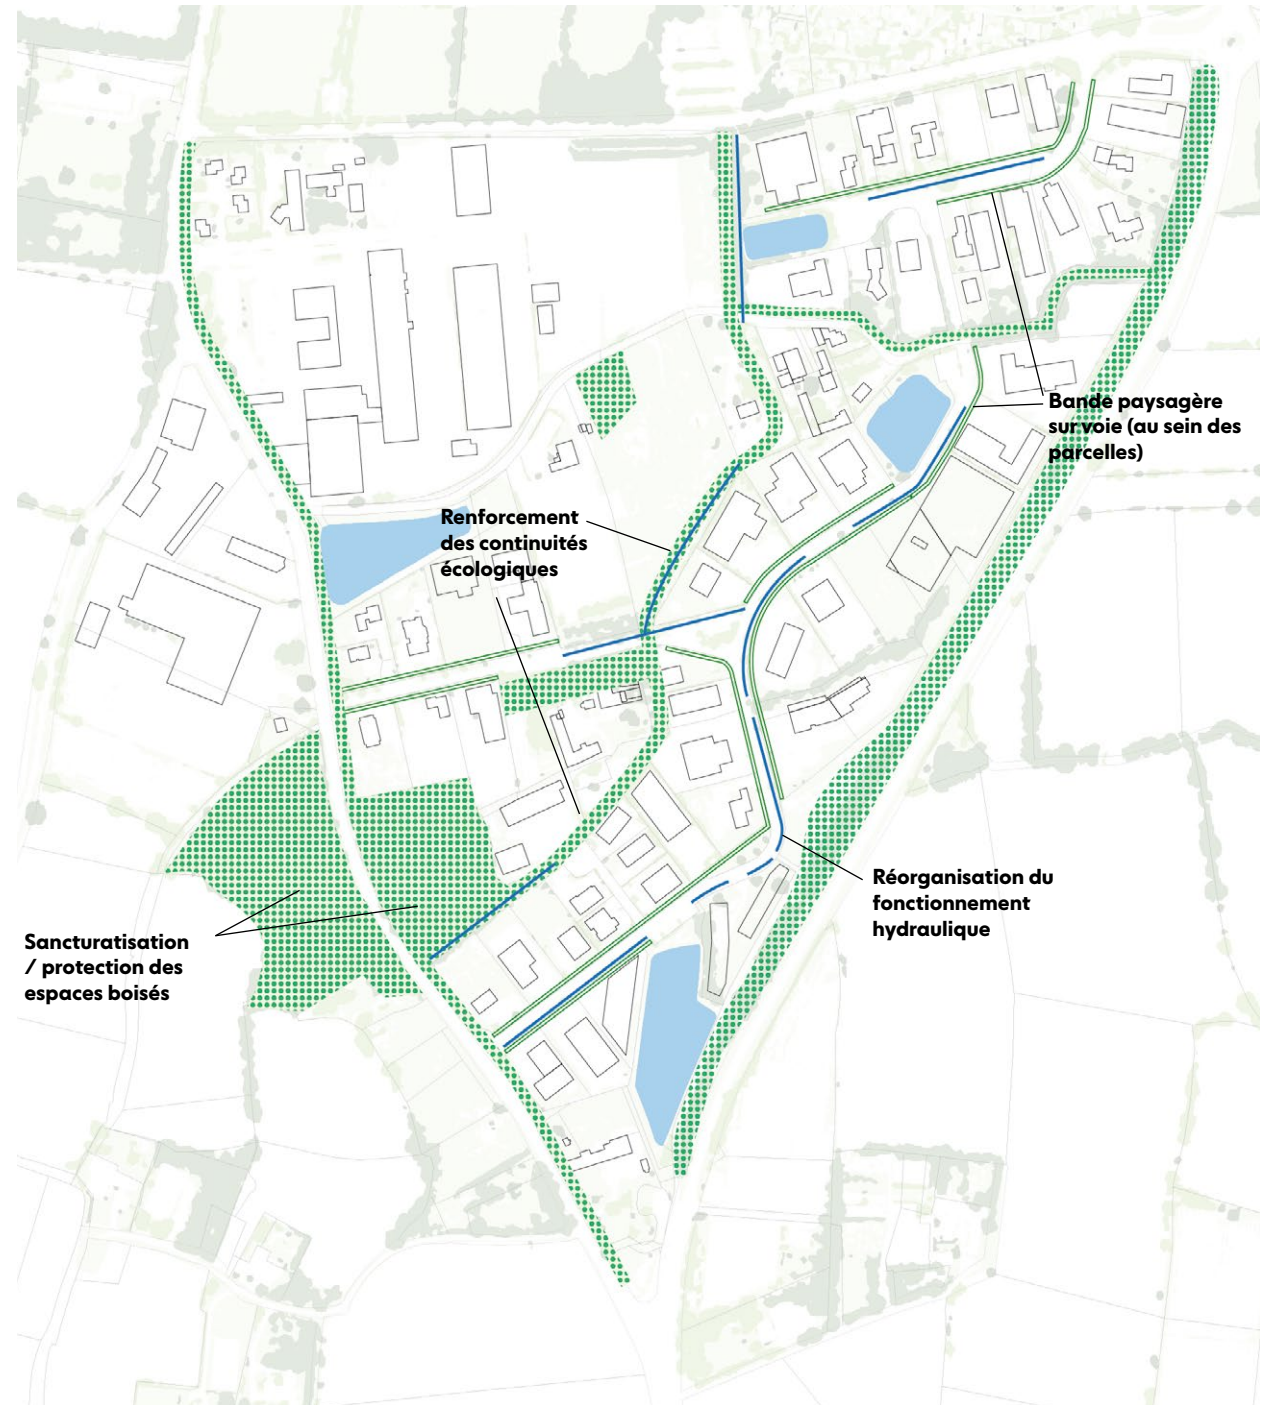 Bande paysagère
sur voie (au sein des
parcelles)
Renforcement
des continuités
écologiques
Réorganisation du
fonctionnement
hydraulique
Sancturatisation
/ protection des
espaces boisés